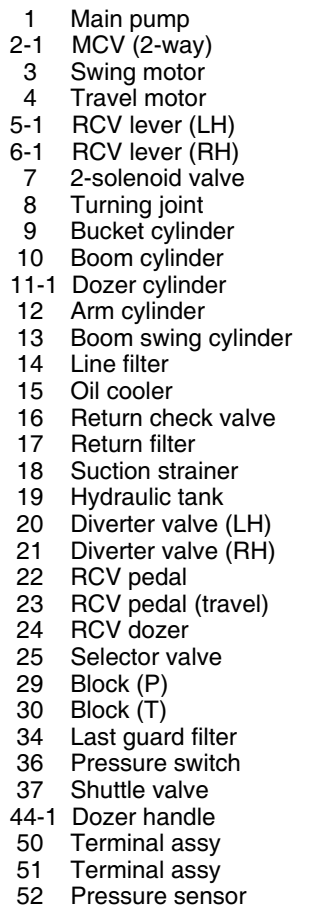 1 Main pump
2-1 MCV (2-way)
3 Swing motor
4 Travel motor
5-1 RCV lever (LH)
6-1 RCV lever (RH)
7 2-solenoid valve
8 Turning joint
9 Bucket cylinder
10 Boom cylinder
11-1 Dozer cylinder
12 Arm cylinder
13 Boom swing cylinder
14 Line filter
15 Oil cooler
16 Return check valve
17 Return filter
18 Suction strainer
19 Hydraulic tank
20 Diverter valve (LH)
21 Diverter valve (RH)
22 RCV pedal
23 RCV pedal (travel)
24 RCV dozer
25 Selector valve
29 Block (P)
30 Block (T)
34 Last guard filter
36 Pressure switch
37 Shuttle valve
44-1 Dozer handle
50 Terminal assy
51 Terminal assy
52 Pressure sensor